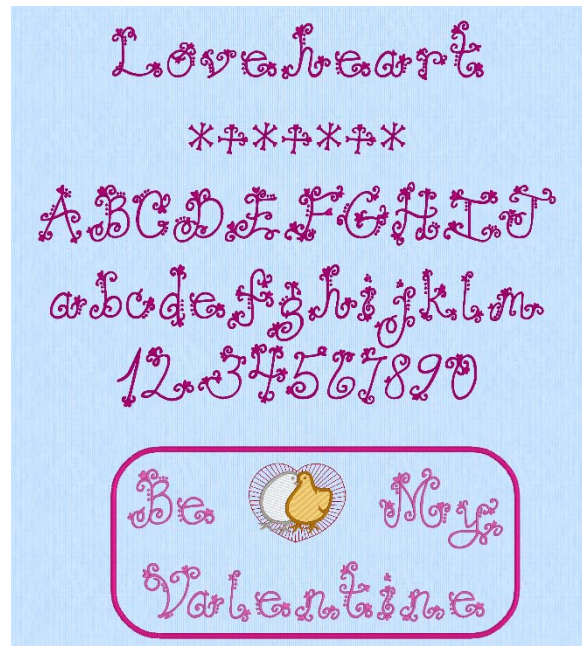 Loveheart
*+*+*+*
ABCDEFGHIJ
abcdefghijklm
1234567890
Be My
Valentine